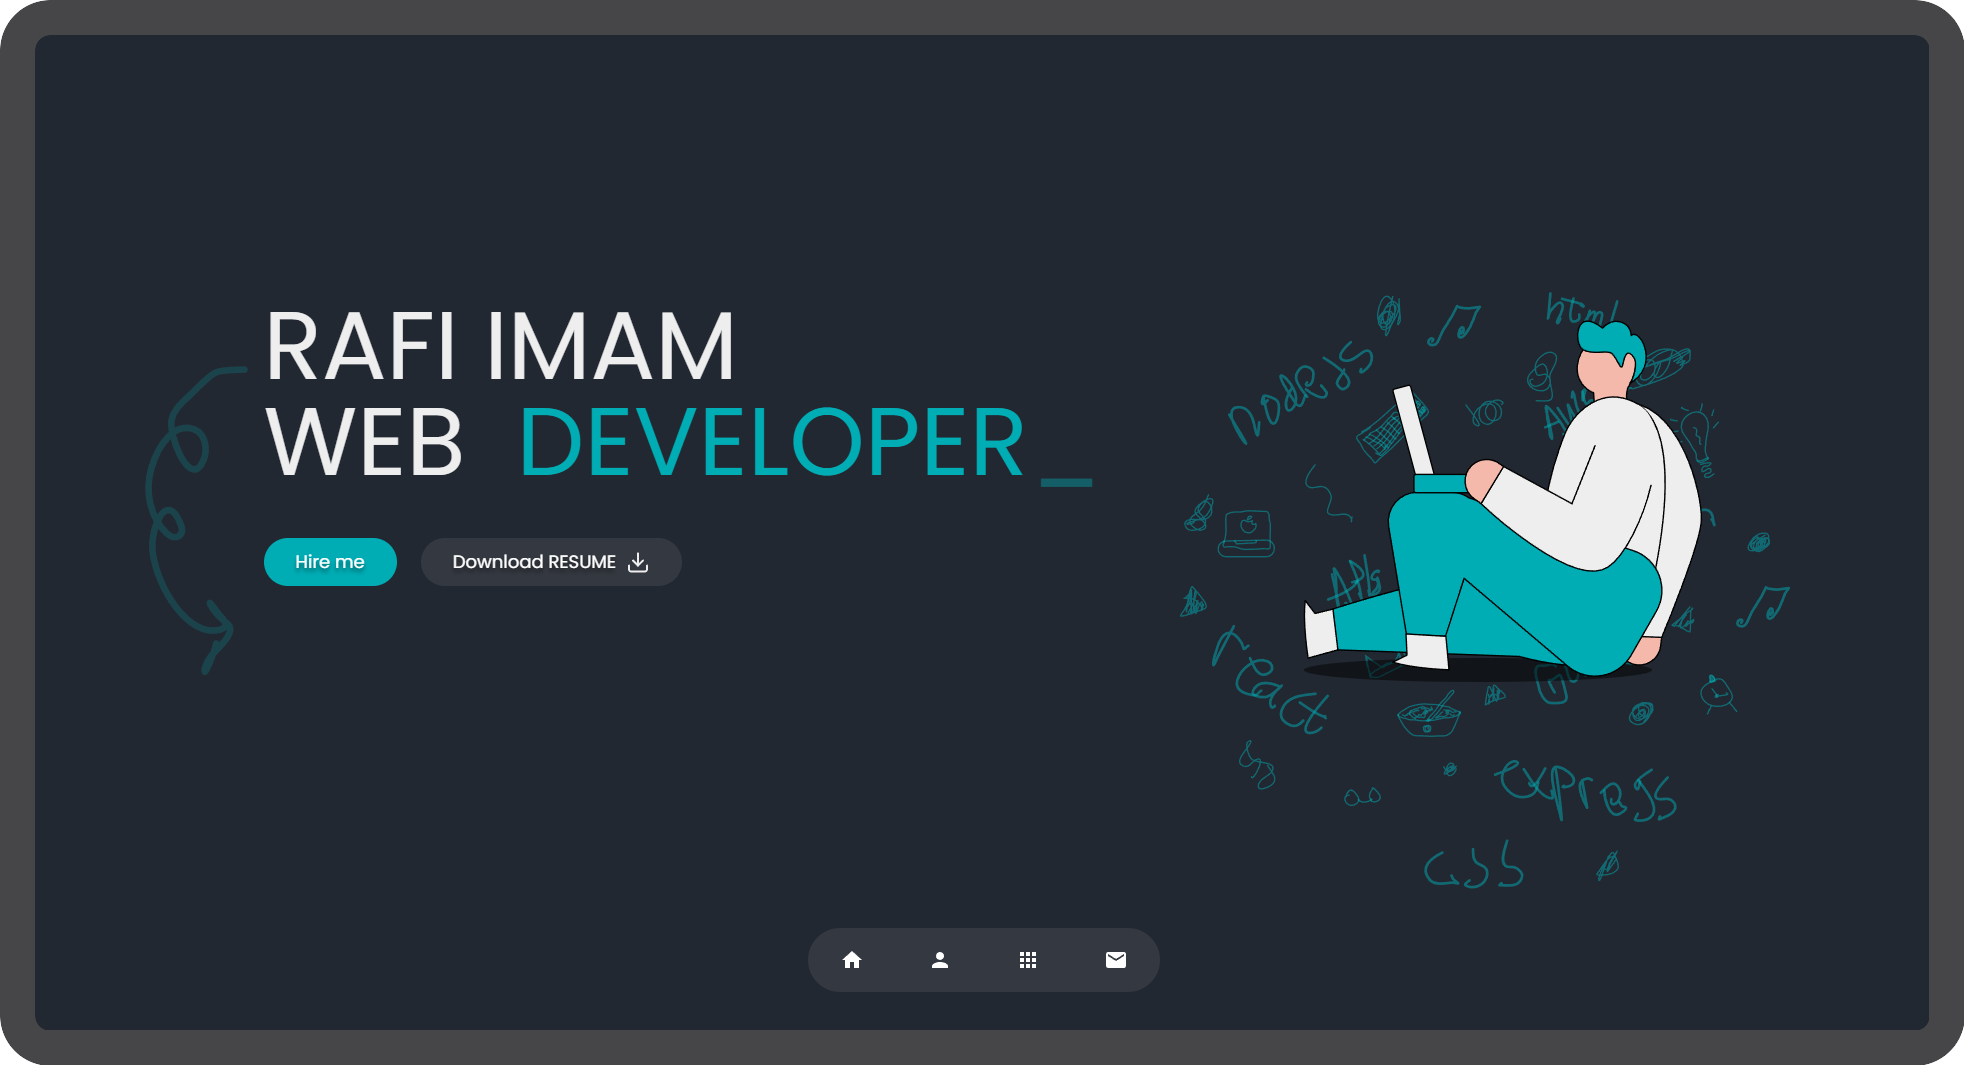 RAFI IMAM
WEB DEVELOPER_
Hire me
Download RESUME
html
nodejs
APIs
react
express
css